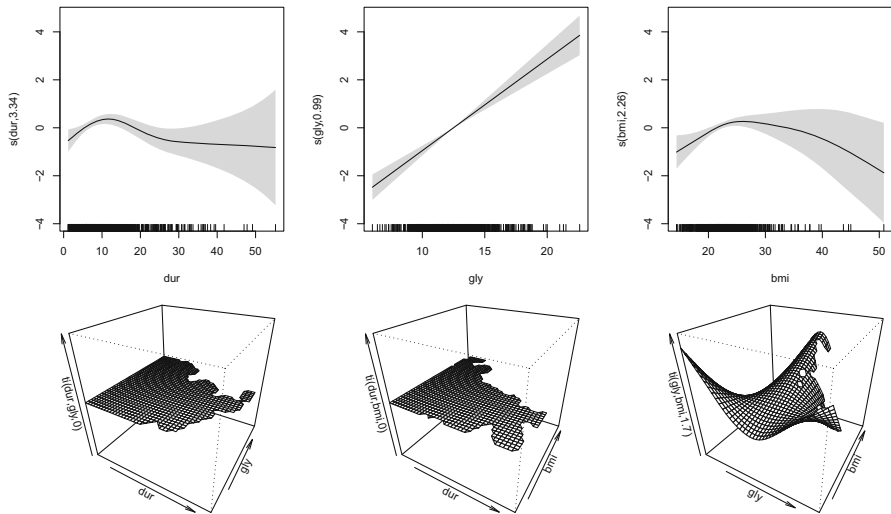 s(dur,3.34)
4
2
0
−2
−4
0
10
20
30
40
50
dur
s(gly,0.99)
4
2
0
−2
−4
10
15
20
gly
s(bmi,2.26)
4
2
0
−2
−4
20
30
40
50
bmi
ti(dur,gly,0)
dur
gly
ti(dur,bmi,0)
dur
bmi
ti(gly,bmi,1.7)
gly
bmi